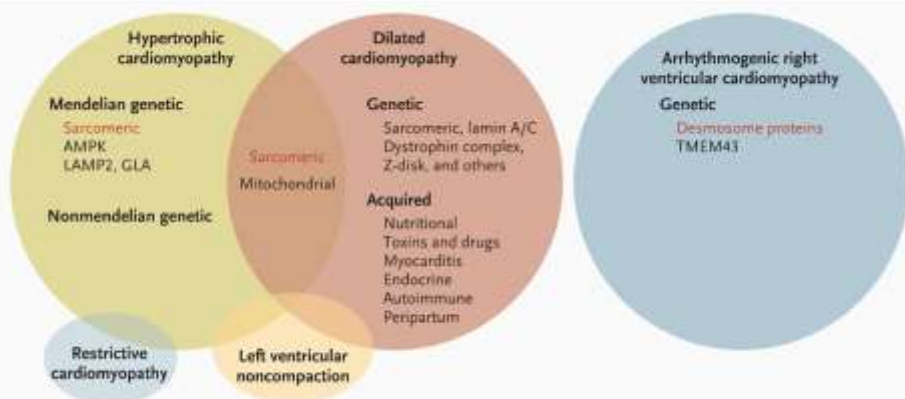 Hypertrophic
cardiomyopathy
Mendelian genetic
Sarcomeric
AMPK
LAMP2, GLA
Nonmendelian genetic
Sarcomeric
Mitochondrial
Dilated
cardiomyopathy
Genetic
Sarcomeric, lamin A/C
Dystrophin complex,
Z-disk, and others
Acquired
Nutritional
Toxins and drugs
Myocarditis
Endocrine
Autoimmune
Peripartum
Restrictive
cardiomyopathy
Left ventricular
noncompaction
Arrhythmogenic right
ventricular cardiomyopathy
Genetic
Desmosome proteins
TMEM43